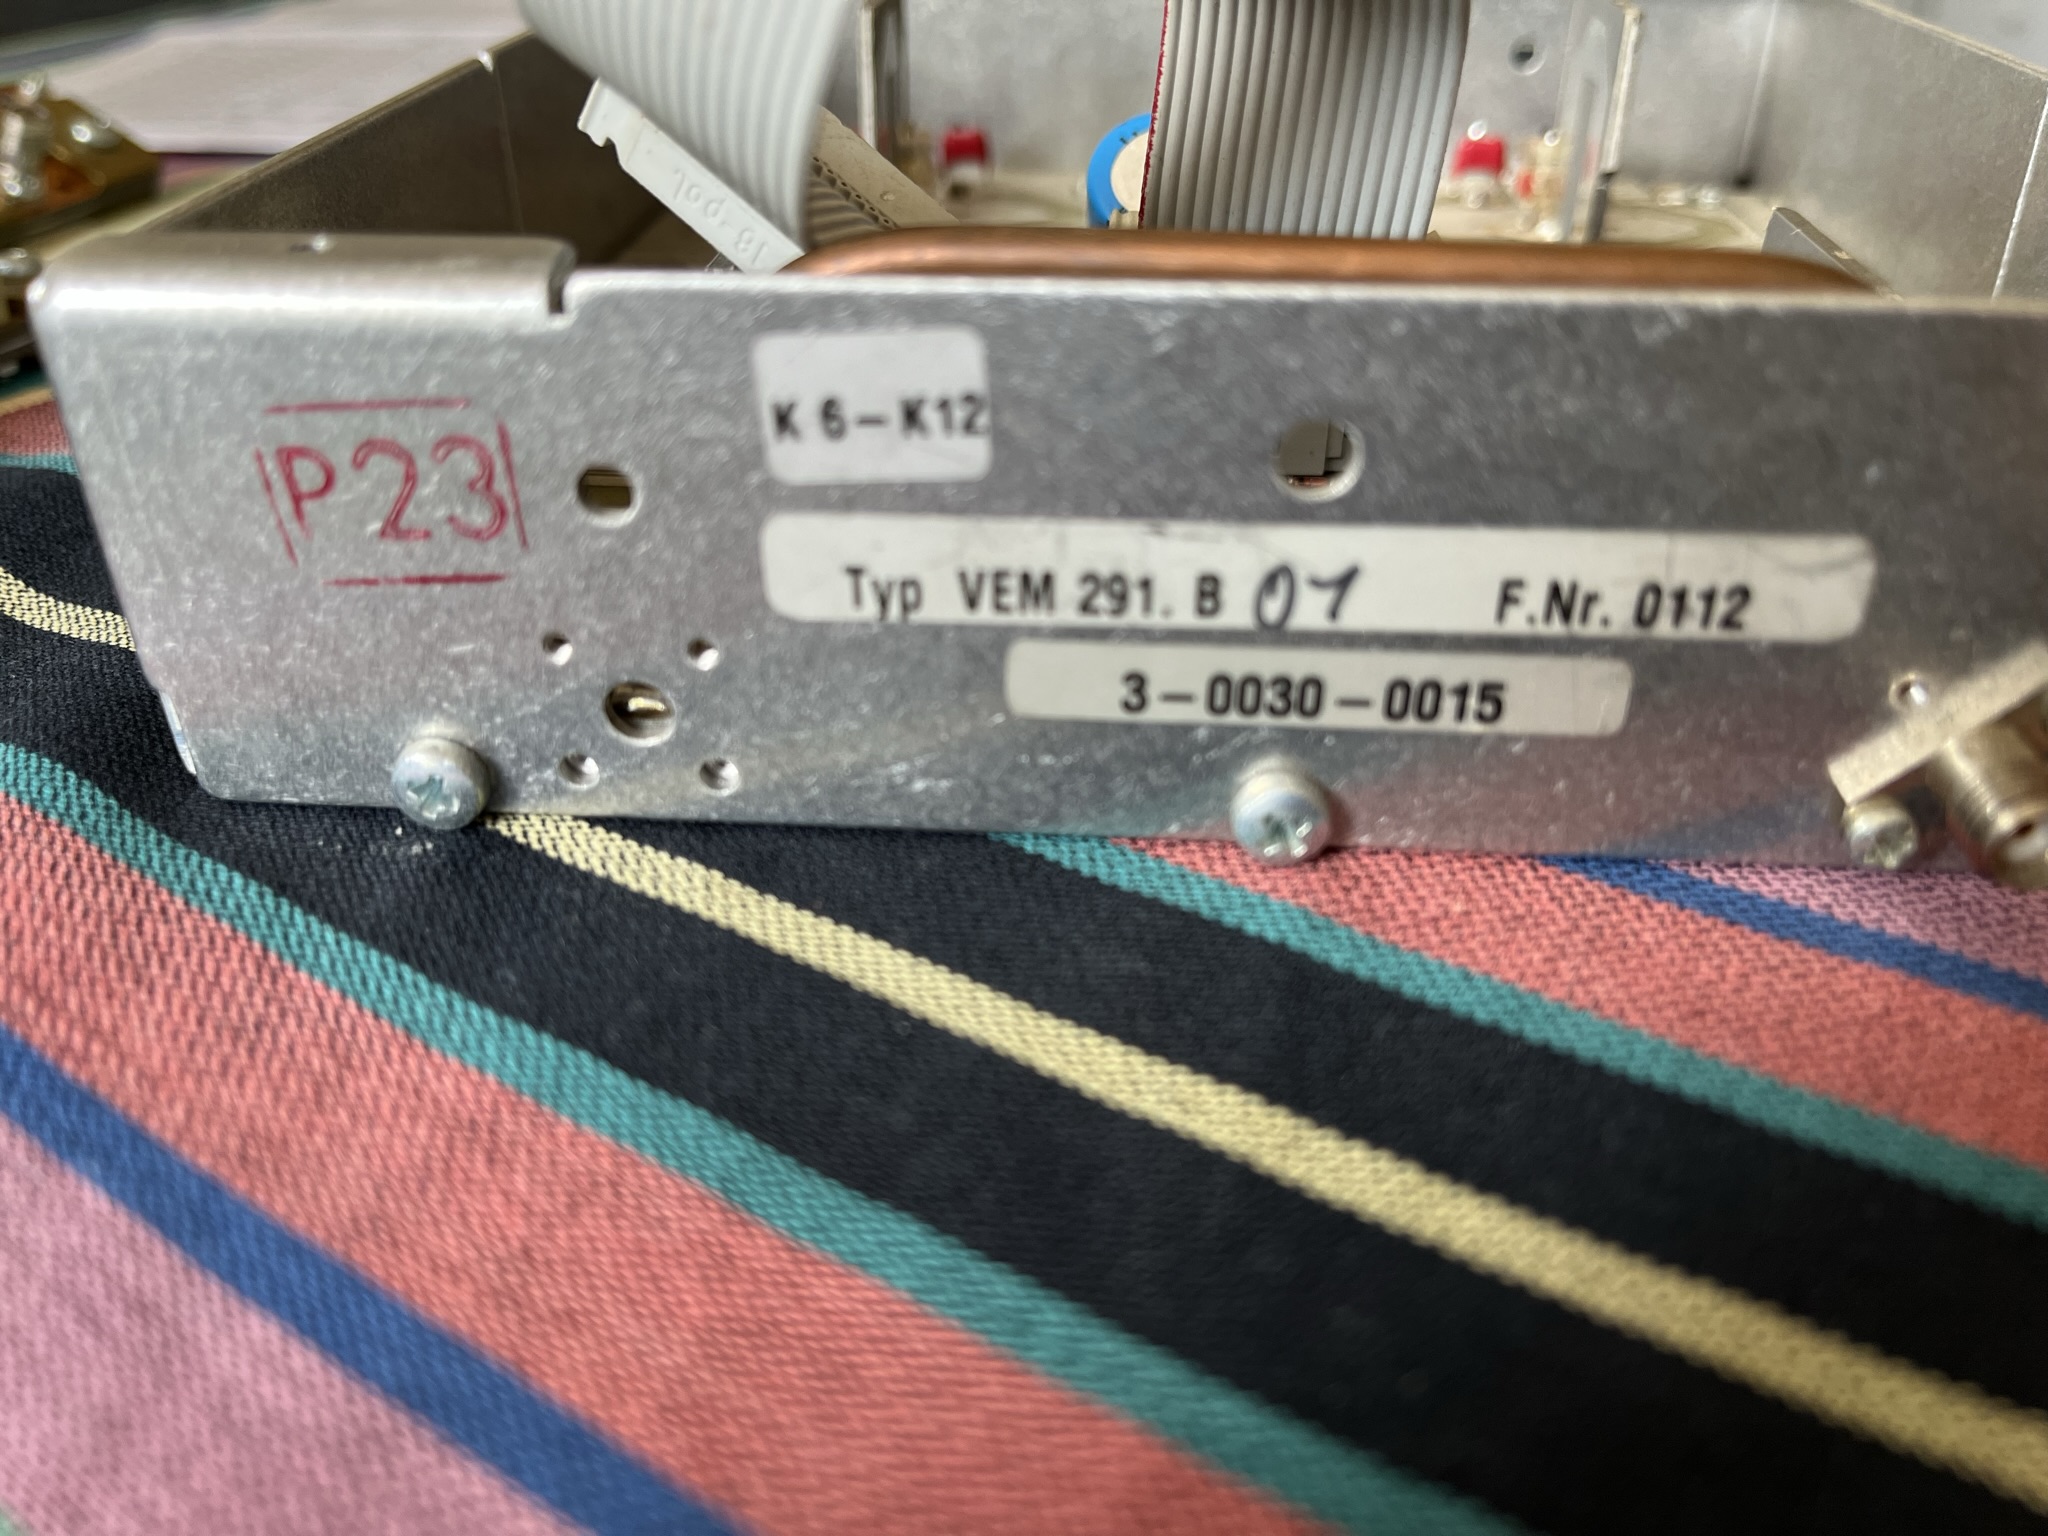 18-pol.
K 6-K12
P23
Typ VEM 291. B 01 F.Nr. 0112
3-0030-0015